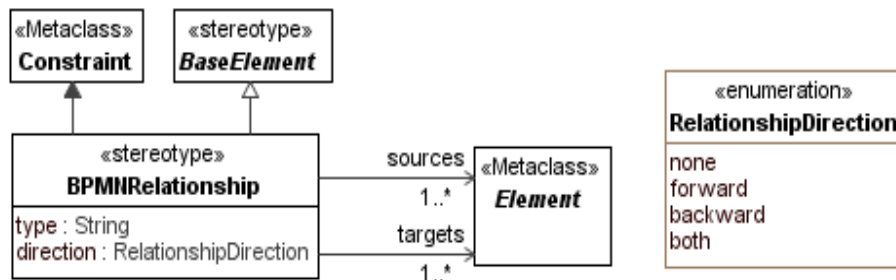 «Metaclass»
Constraint
«stereotype»
BaseElement
«stereotype»
BPMNRelationship
type : String
direction : RelationshipDirection
sources
1..*
targets
1..*
«Metaclass»
Element
«enumeration»
RelationshipDirection
none
forward
backward
both